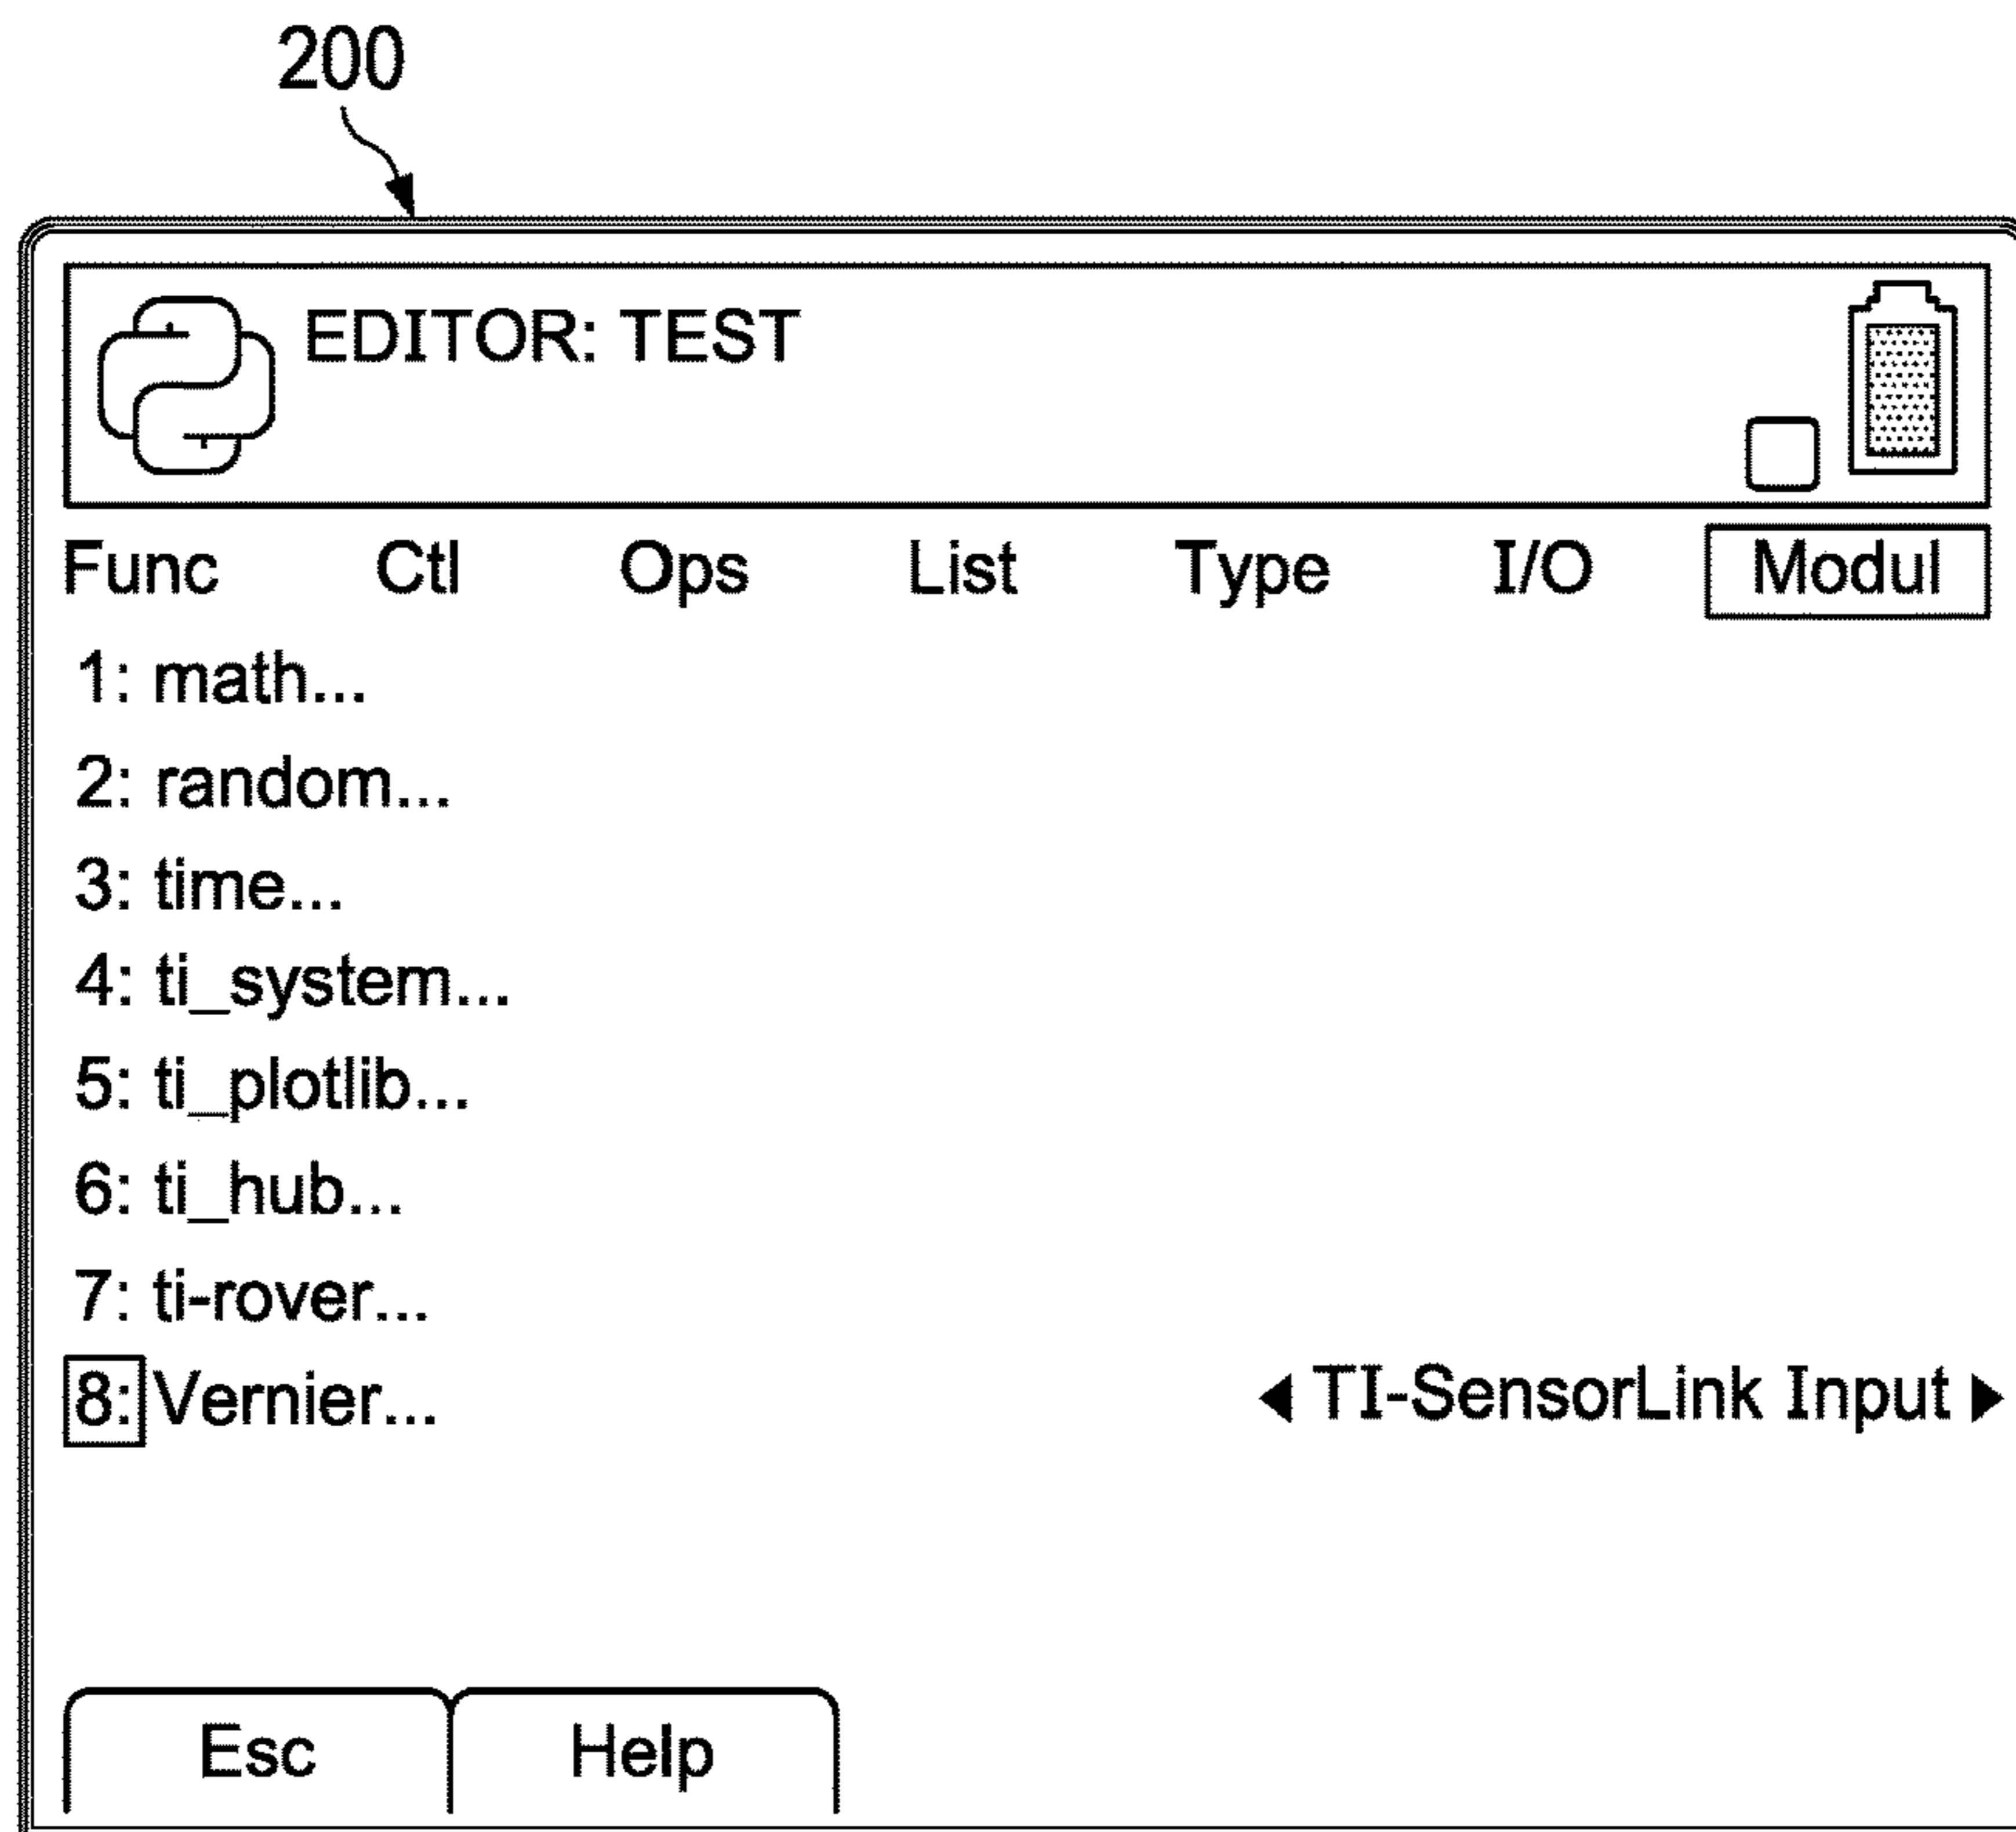 200
EDITOR: TEST
Func Ctl Ops List Type I/O Modul
1: math...
2: random...
3: time...
4: ti_system...
5: ti_plotlib...
6: ti_hub...
7: ti-rover...
8: Vernier... ◀ TI-SensorLink Input ▶
Esc Help